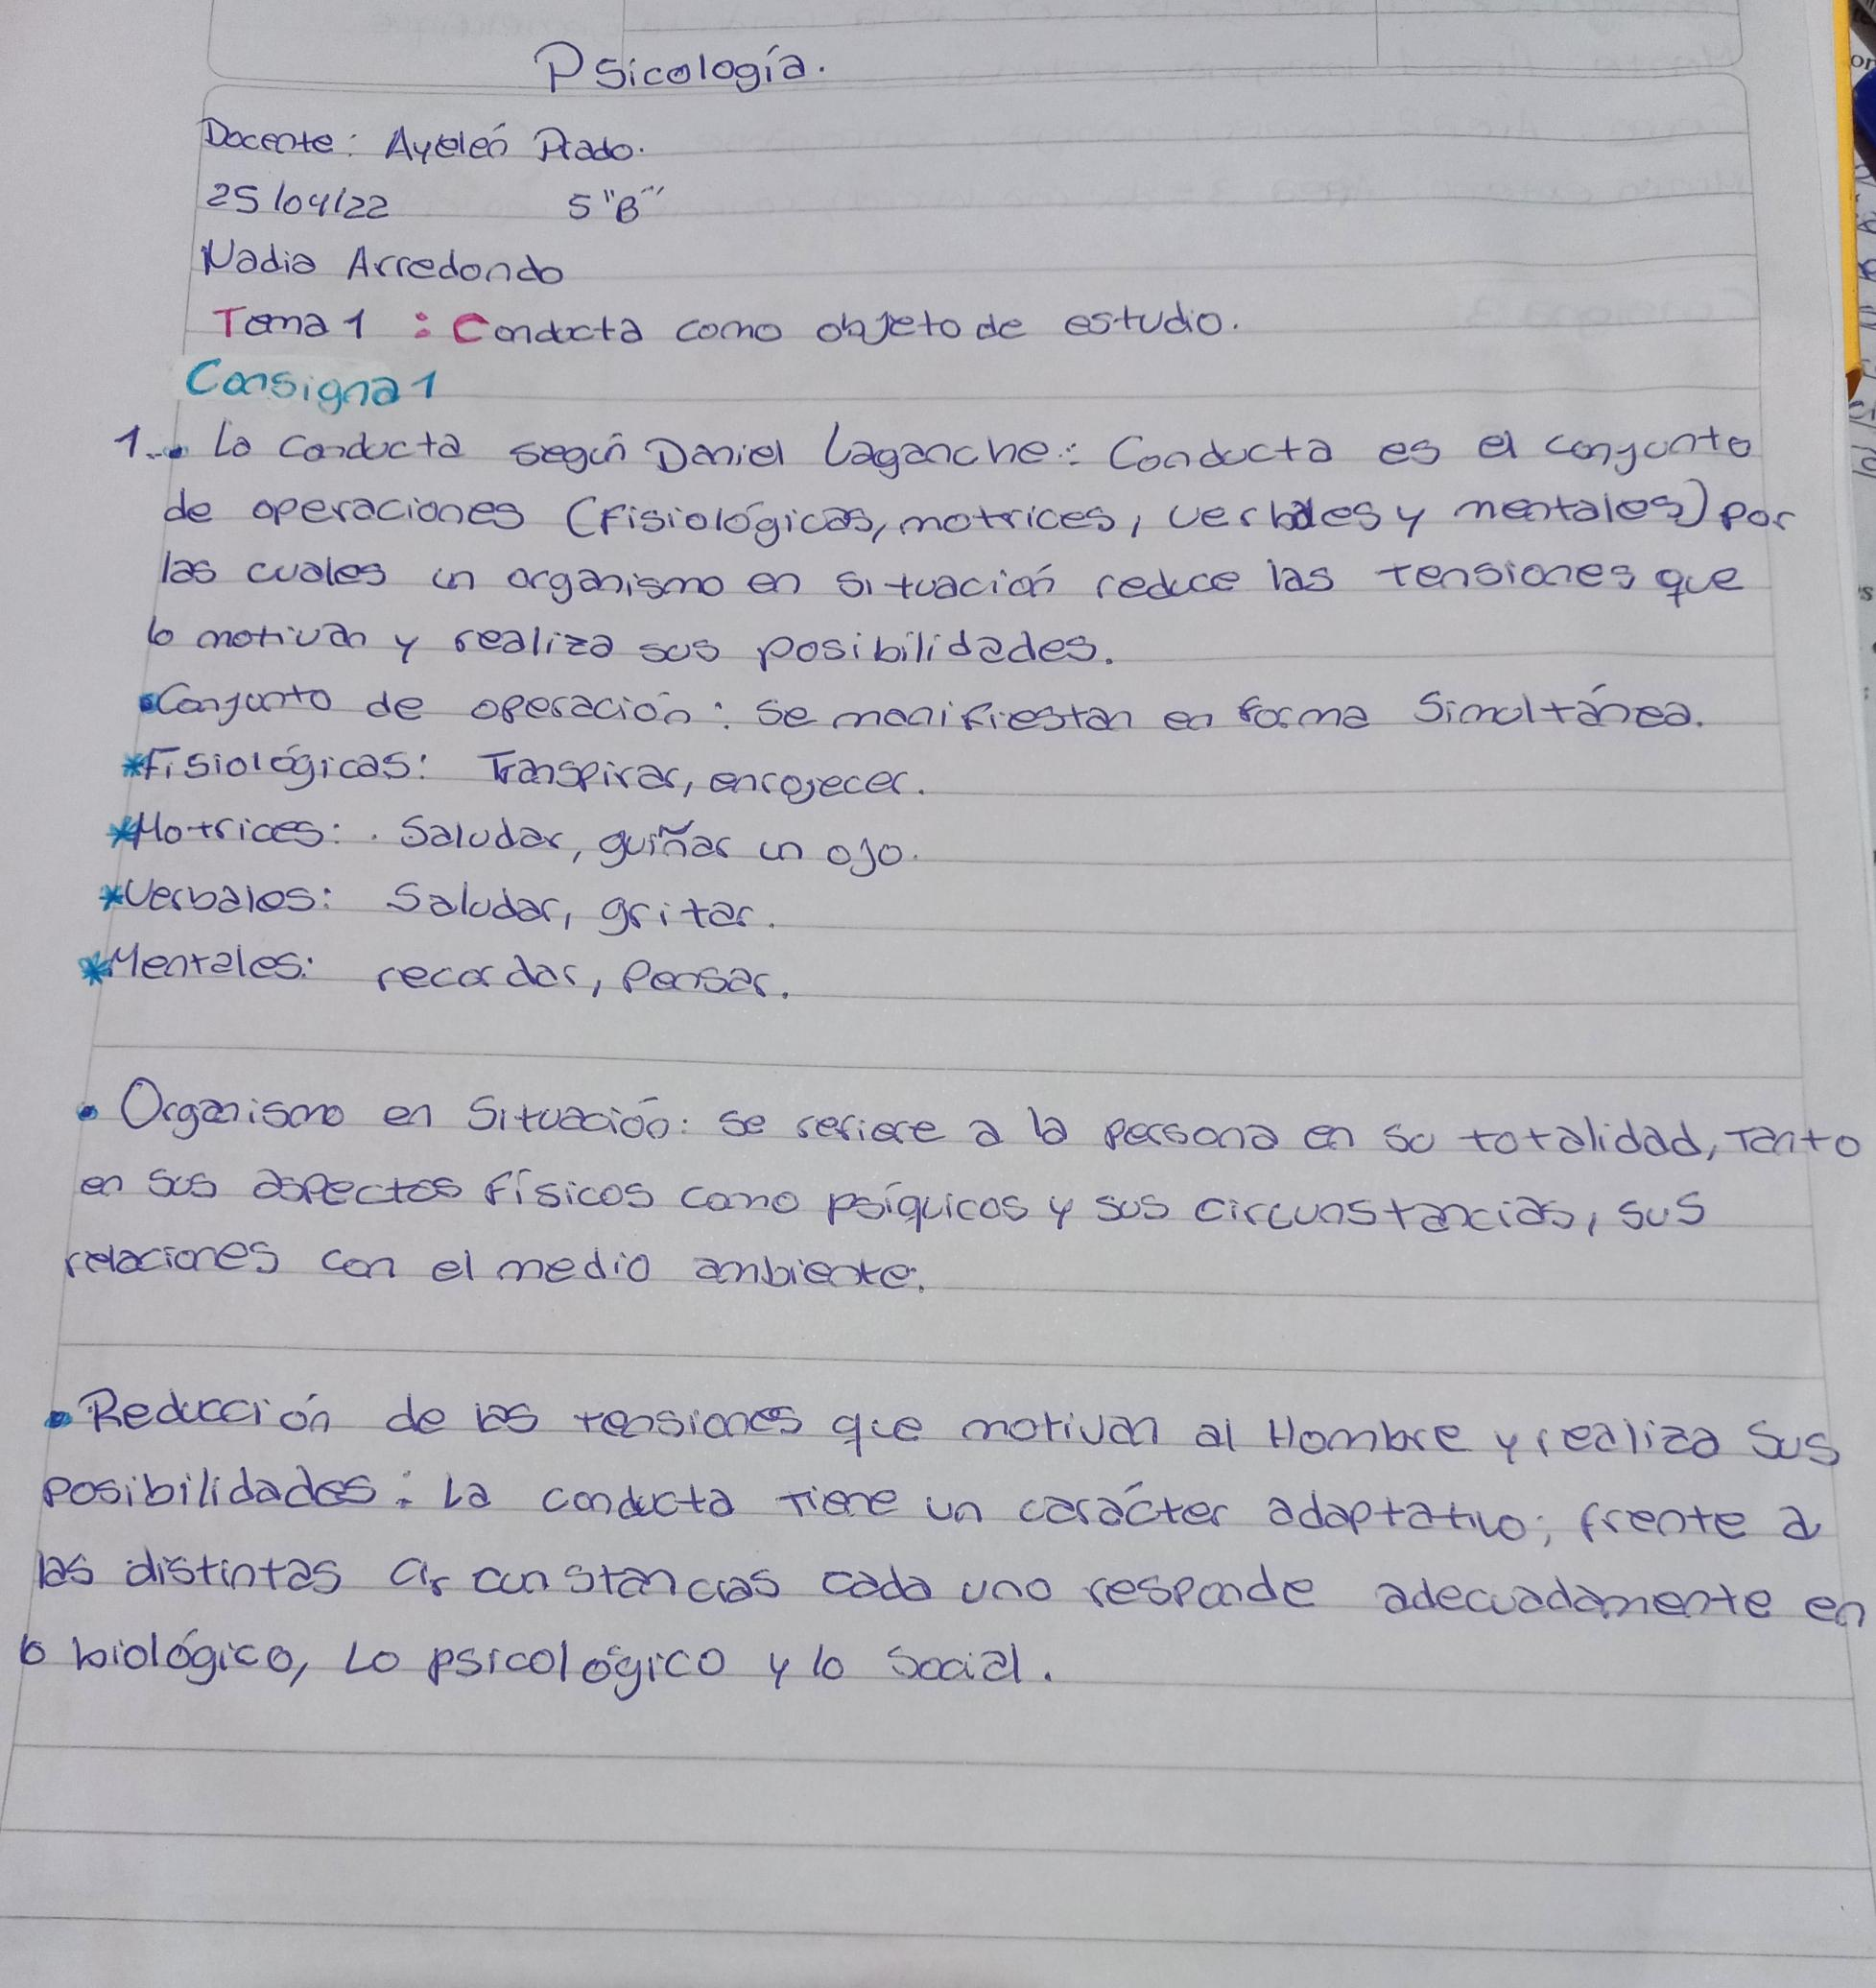 Psicología.
Docente: Ayelén Prado.
25/04/22 5"B"
Nadia Arredondo
Tema 1 : Conducta como objeto de estudio.
Consigna 1
1.• La conducta según Daniel Laganche: Conducta es el conjunto
de operaciones (fisiológicas, motrices, verbales y mentales) por
las cuales un organismo en situación reduce las tensiones que
lo motivan y realiza sus posibilidades.
•Conjunto de operación: se manifiestan en forma Simultánea.
*Fisiológicas: Transpirar, enrojecer.
*Motrices: . Saludar, guiñar un ojo.
*Verbales: Saludar, gritar.
*Mentales: recordar, Pensar.
• Organismo en Situación: se refiere a la persona en su totalidad, Tanto
en sus aspectos físicos como psíquicos y sus circunstancias, sus
relaciones con el medio ambiente.
• Reducción de las tensiones que motivan al Hombre y realiza Sus
posibilidades: La conducta tiene un carácter adaptativo; frente a
las distintas circunstancias cada uno responde adecuadamente en
lo biológico, Lo psicológico y lo Social.